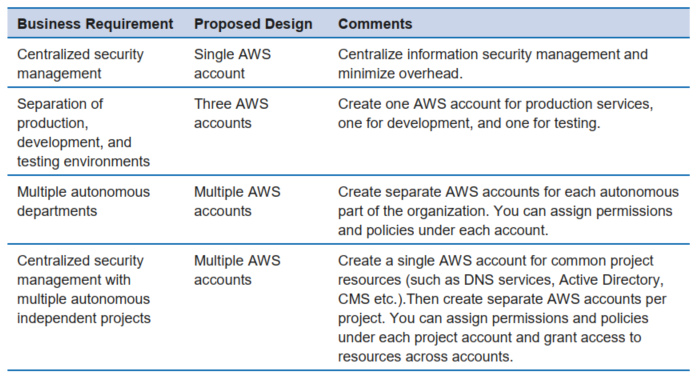 Business Requirement Proposed Design Comments
Centralized security
management
Single AWS
account
Centralize information security management and
minimize overhead.
Separation of
production,
development, and
testing environments
Three AWS
accounts
Create one AWS account for production services,
one for development, and one for testing.
Multiple autonomous
departments
Multiple AWS
accounts
Create separate AWS accounts for each autonomous
part of the organization. You can assign permissions
and policies under each account.
Centralized security
management with
multiple autonomous
independent projects
Multiple AWS
accounts
Create a single AWS account for common project
resources (such as DNS services, Active Directory,
CMS etc.).Then create separate AWS accounts per
project. You can assign permissions and policies
under each project account and grant access to
resources across accounts.